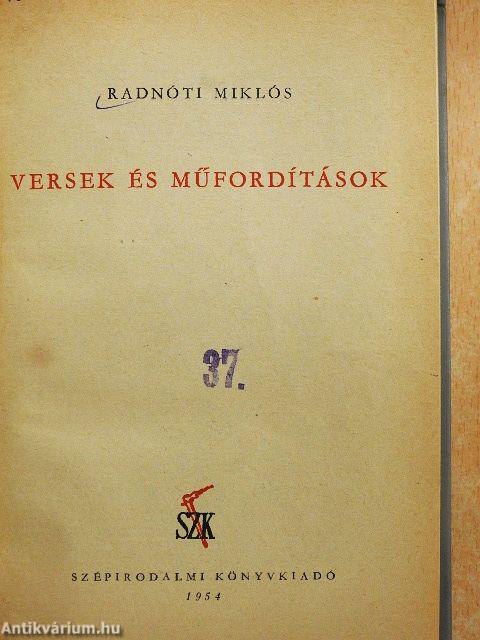 RADNÓTI MIKLÓS
VERSEK ÉS MŰFORDÍTÁSOK
37.
SZK
SZÉPIRODALMI KÖNYVKIADÓ
1954
Antikvárium.hu